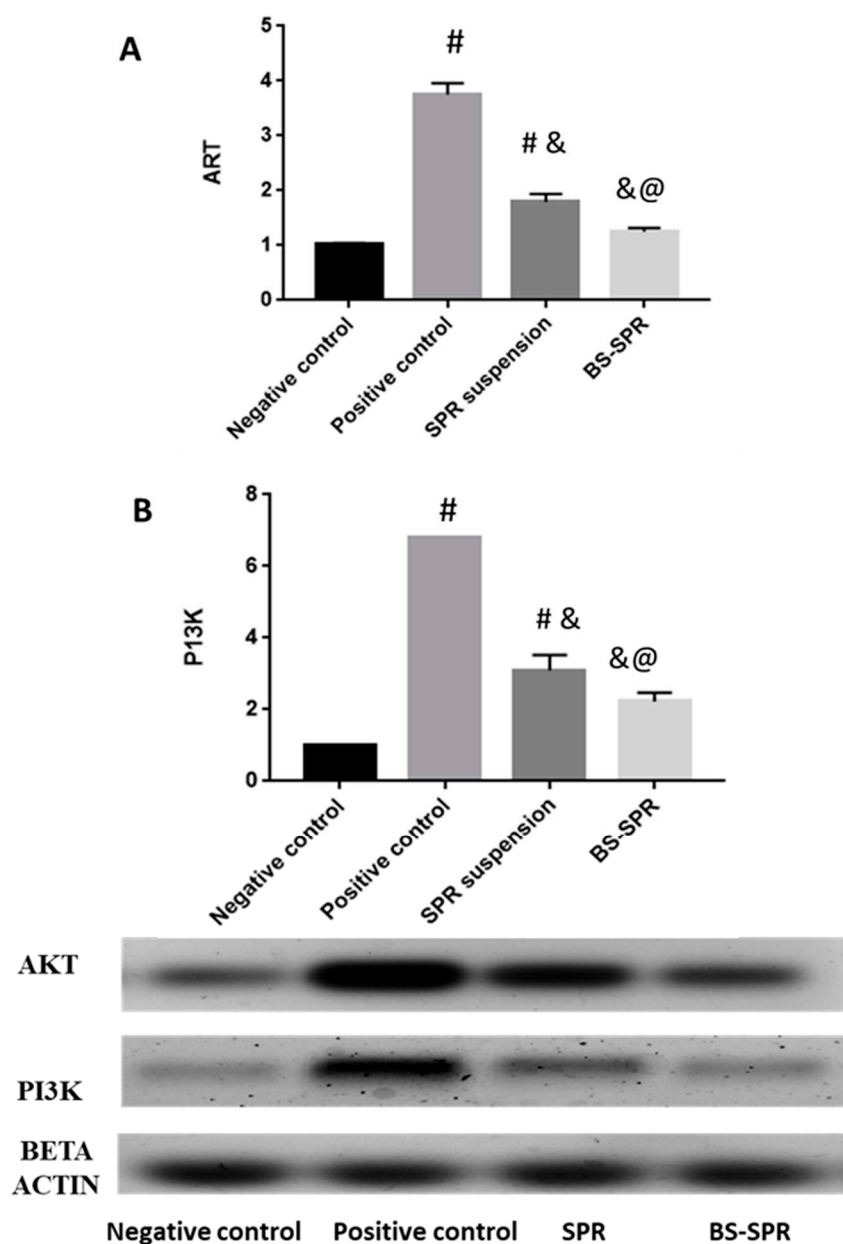 A
5
4
3
2
1
0
ART
#
# &
&@
Negative control
Positive control
SPR suspension
BS-SPR
B
8
6
4
2
0
P13K
#
# &
&@
Negative control
Positive control
SPR suspension
BS-SPR
AKT
PI3K
BETA
ACTIN
Negative control Positive control SPR BS-SPR